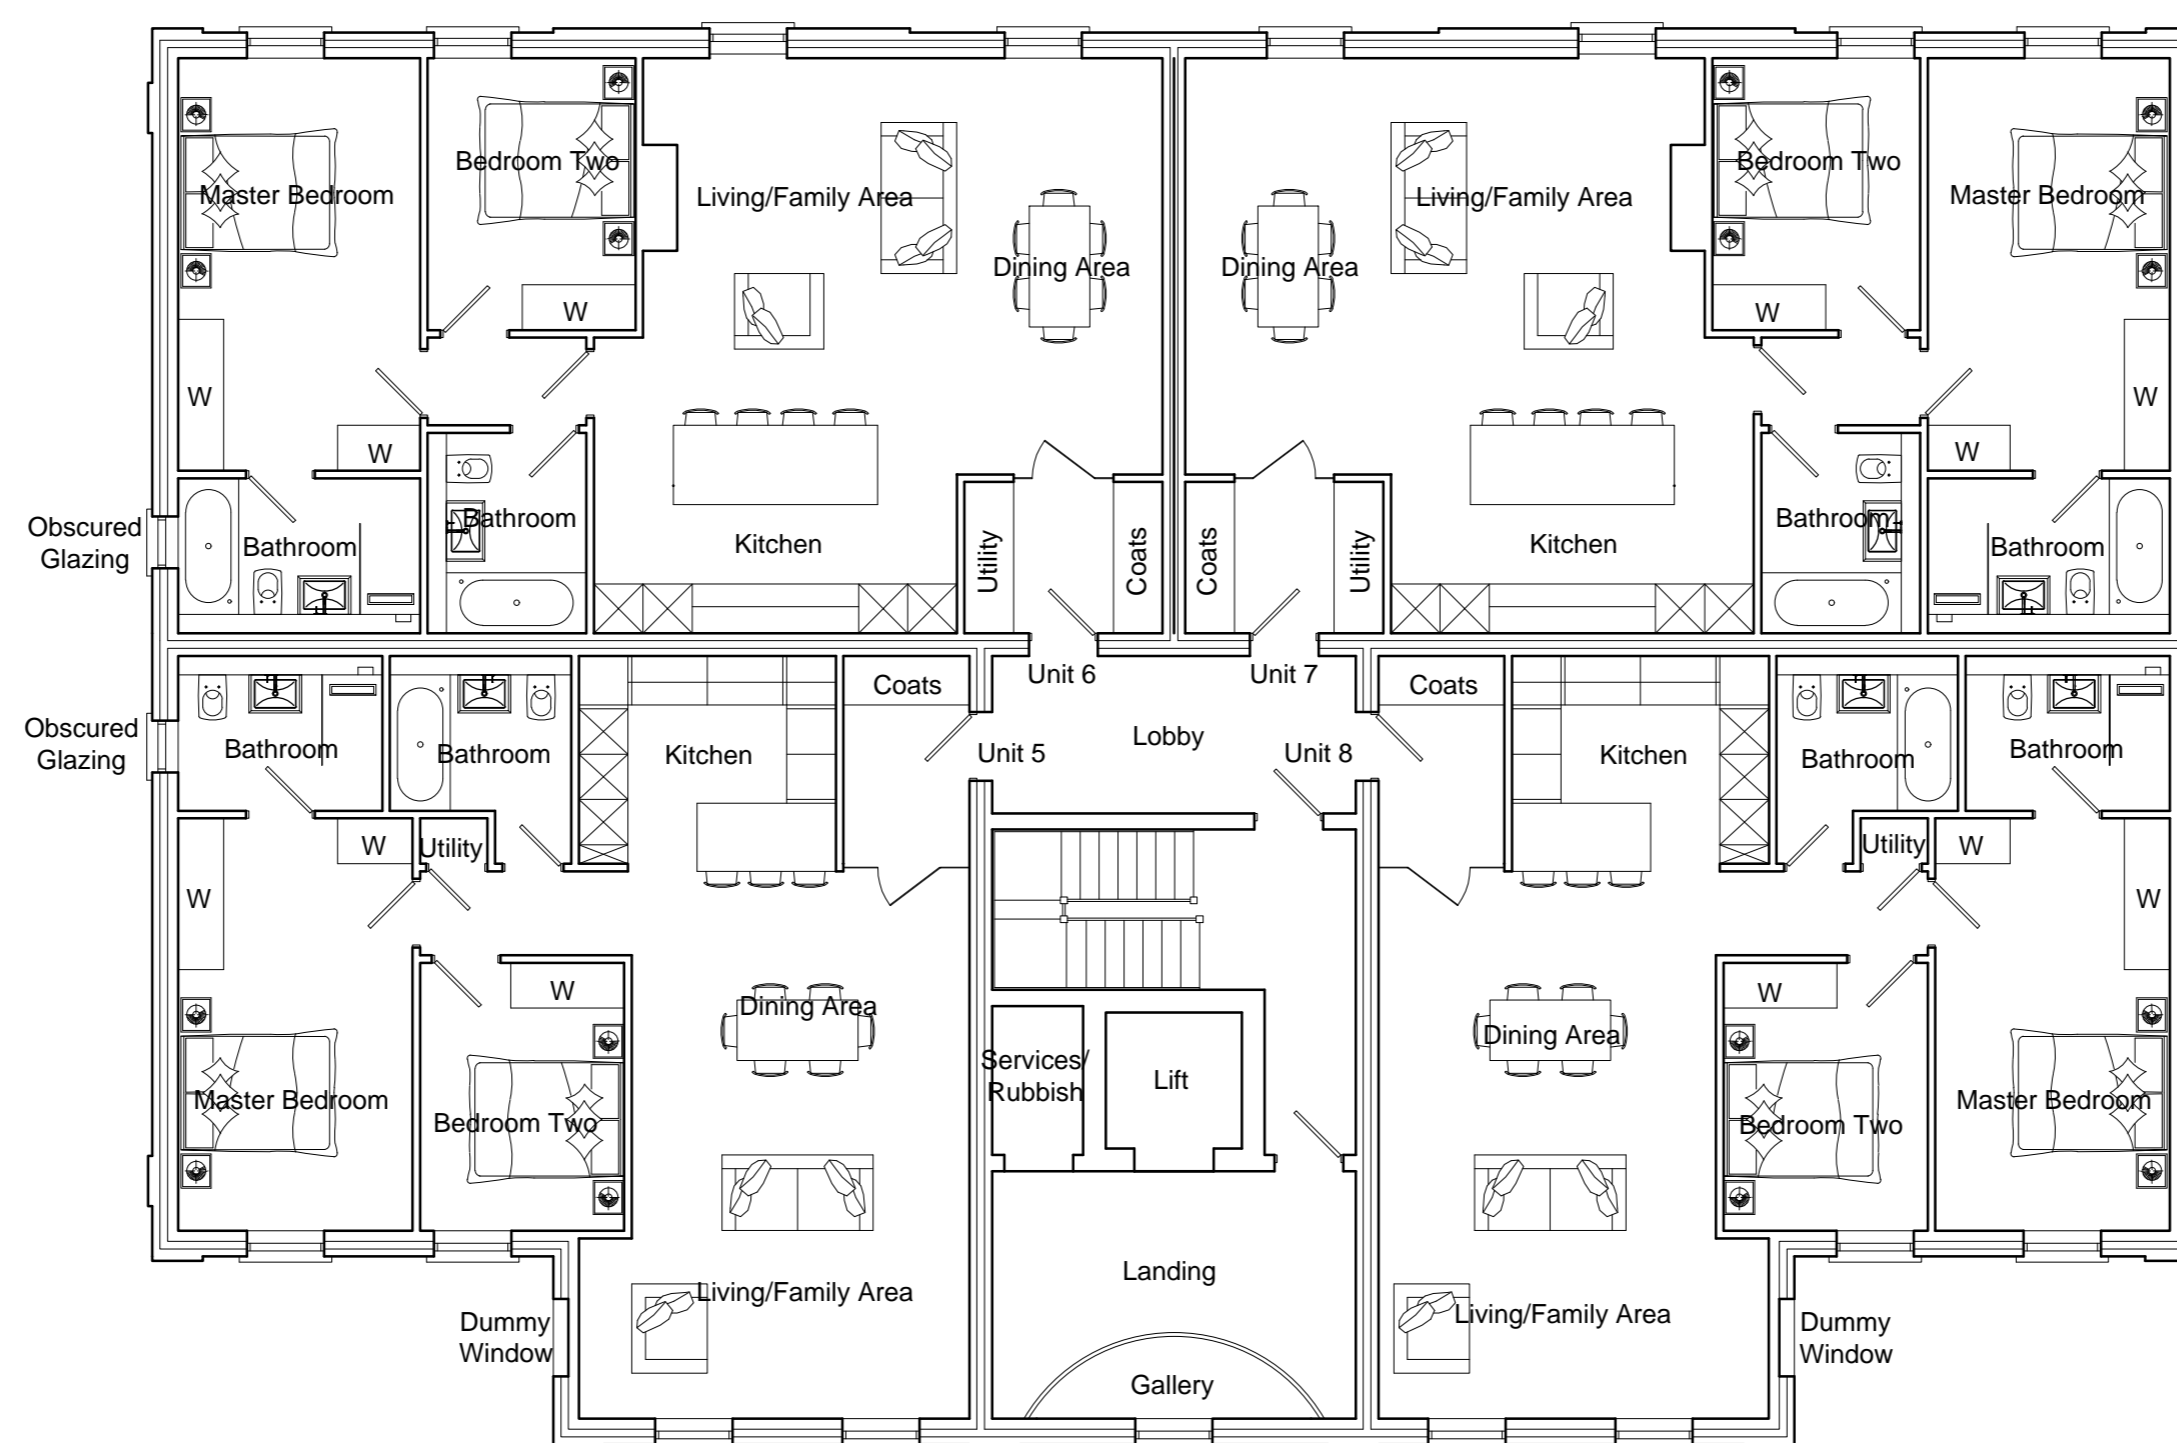 Bedroom Two
Bedroom Two
Master Bedroom
Living/Family Area
Living/Family Area
Master Bedroom
Dining Area
Dining Area
W
W
W
W
W
W
Obscured
Glazing
Bathroom
Bathroom
Kitchen
Utility
Coats
Coats
Utility
Kitchen
Bathroom
Bathroom
Unit 6
Unit 7
Coats
Coats
Obscured
Glazing
Bathroom
Bathroom
Kitchen
Unit 5
Lobby
Unit 8
Kitchen
Bathroom
Bathroom
W
Utility
Utility
W
W
W
W
W
Dining Area
Dining Area
Services/
Rubbish
Lift
Master Bedroom
Bedroom Two
Bedroom Two
Master Bedroom
Landing
Living/Family Area
Living/Family Area
Dummy
Window
Dummy
Window
Gallery